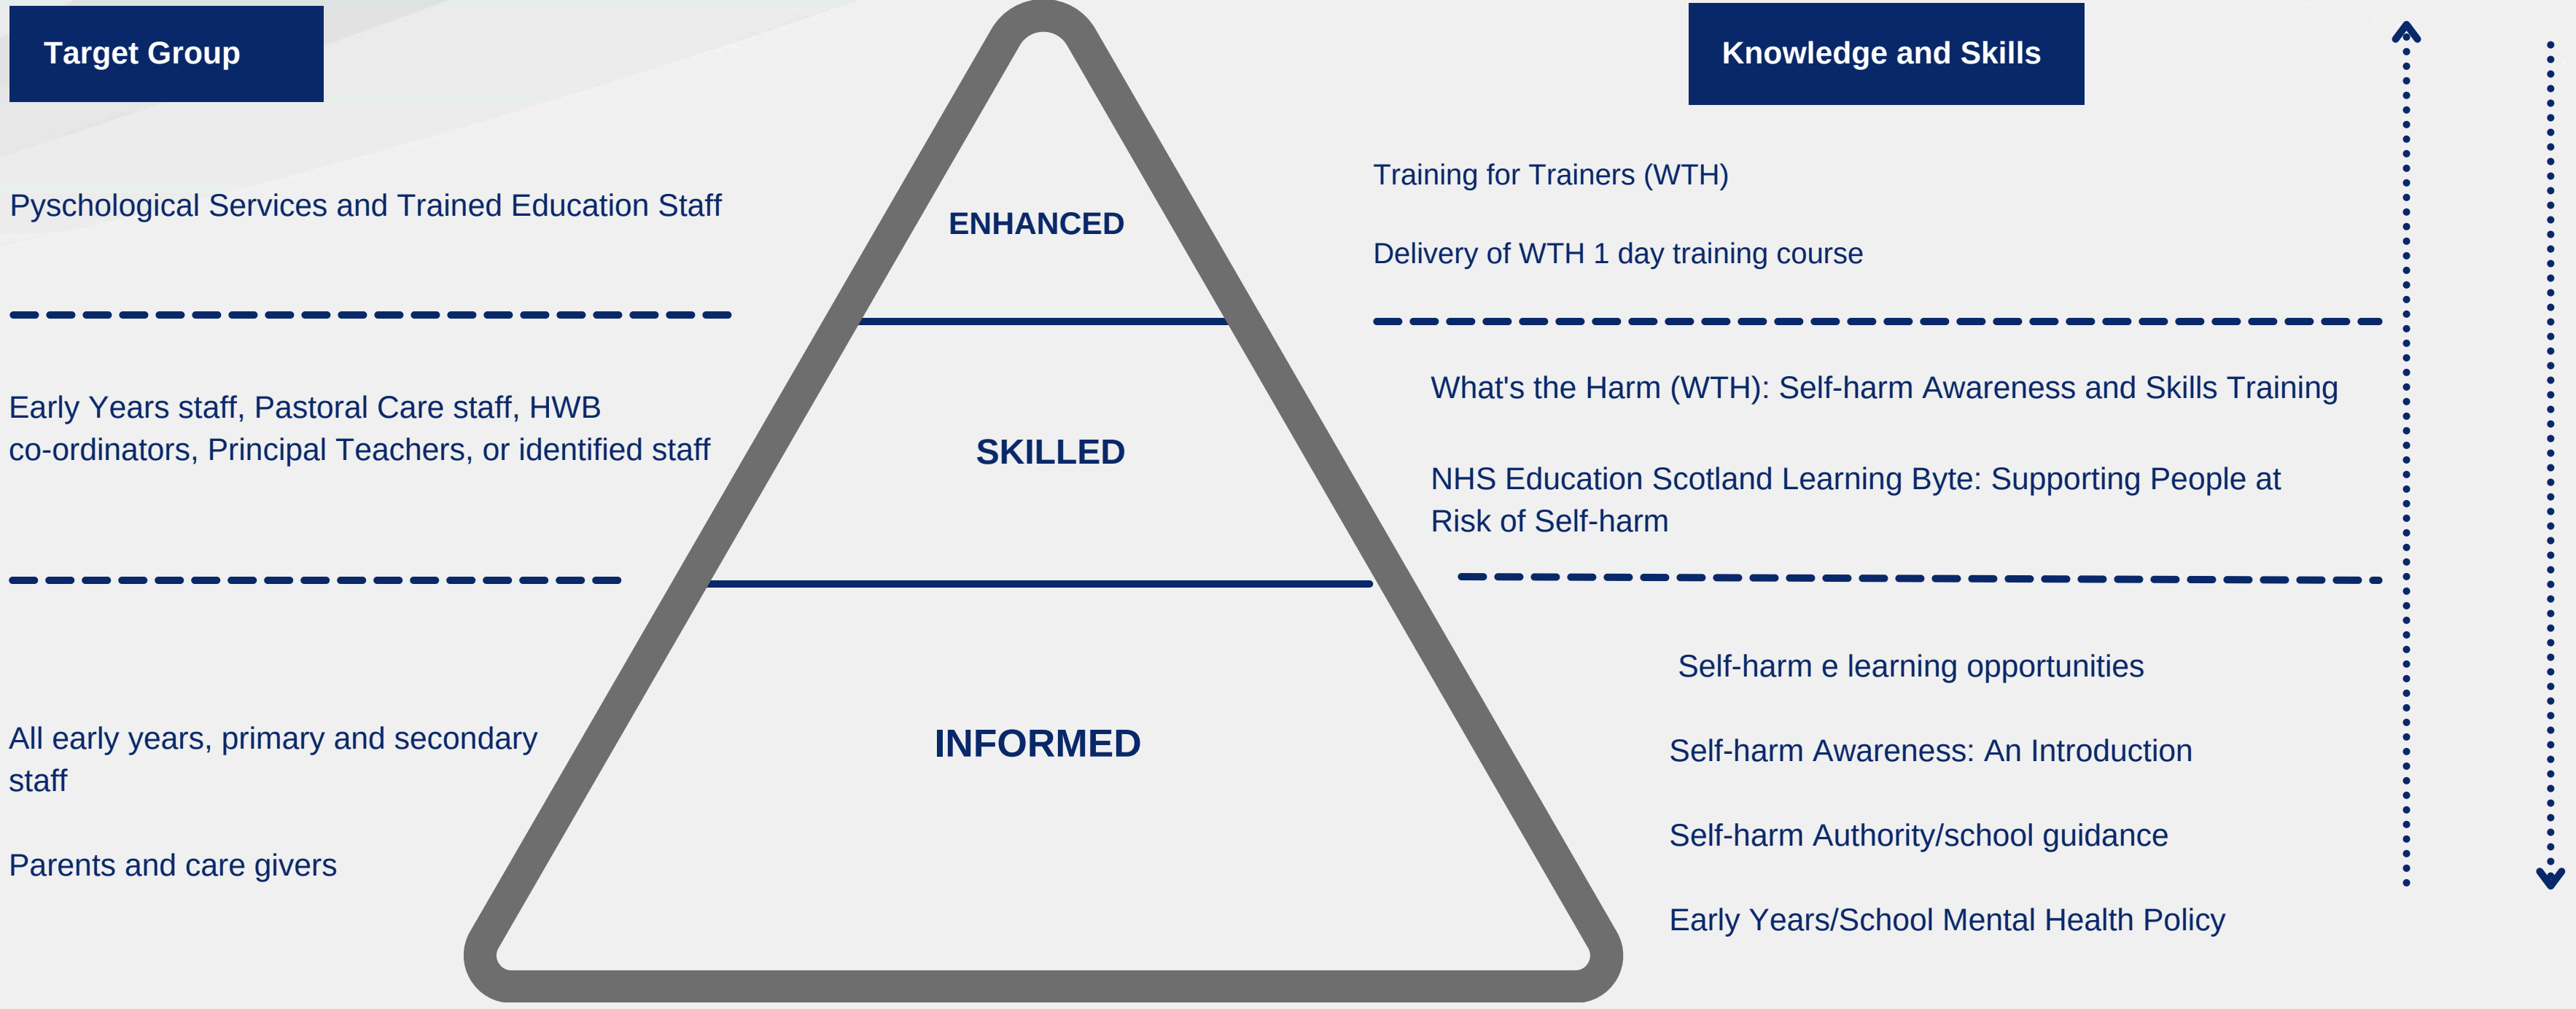 Target Group
Knowledge and Skills
Pyschological Services and Trained Education Staff
ENHANCED
Training for Trainers (WTH)
Delivery of WTH 1 day training course
Early Years staff, Pastoral Care staff, HWB
co-ordinators, Principal Teachers, or identified staff
SKILLED
What's the Harm (WTH): Self-harm Awareness and Skills Training
NHS Education Scotland Learning Byte: Supporting People at
Risk of Self-harm
All early years, primary and secondary
staff
Parents and care givers
INFORMED
Self-harm e learning opportunities
Self-harm Awareness: An Introduction
Self-harm Authority/school guidance
Early Years/School Mental Health Policy